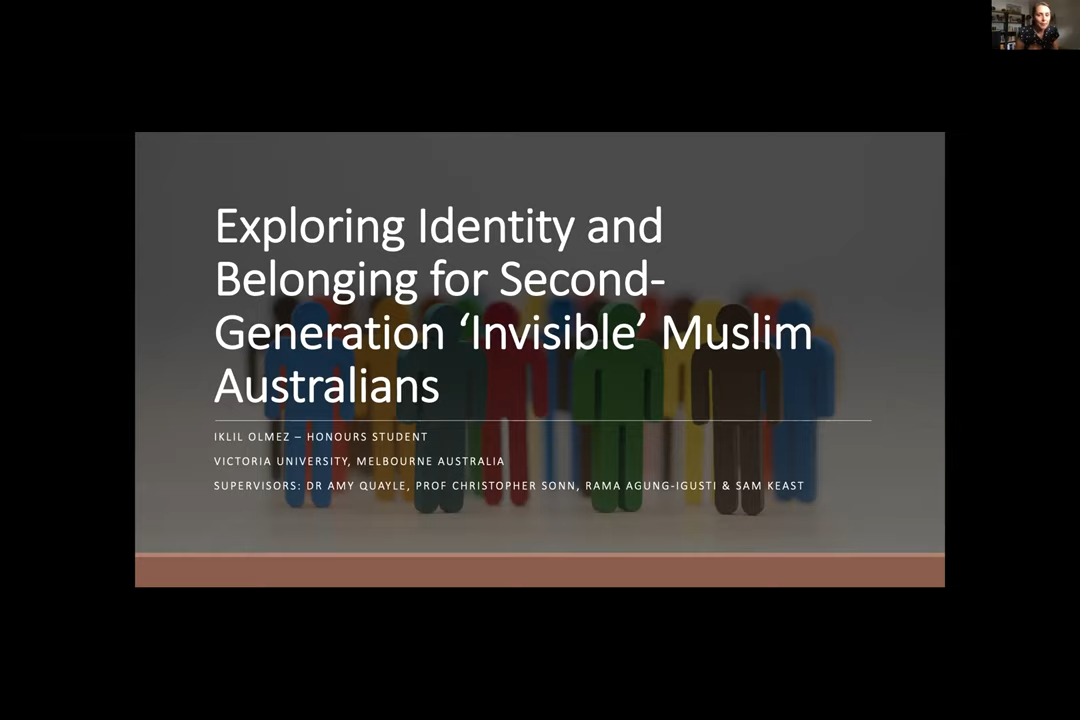 Exploring Identity and
Belonging for Second-
Generation ‘Invisible’ Muslim
Australians
IKLIL OLMEZ – HONOURS STUDENT
VICTORIA UNIVERSITY, MELBOURNE AUSTRALIA
SUPERVISORS: DR AMY QUAYLE, PROF CHRISTOPHER SONN, RAMA AGUNG-IGUSTI & SAM KEAST